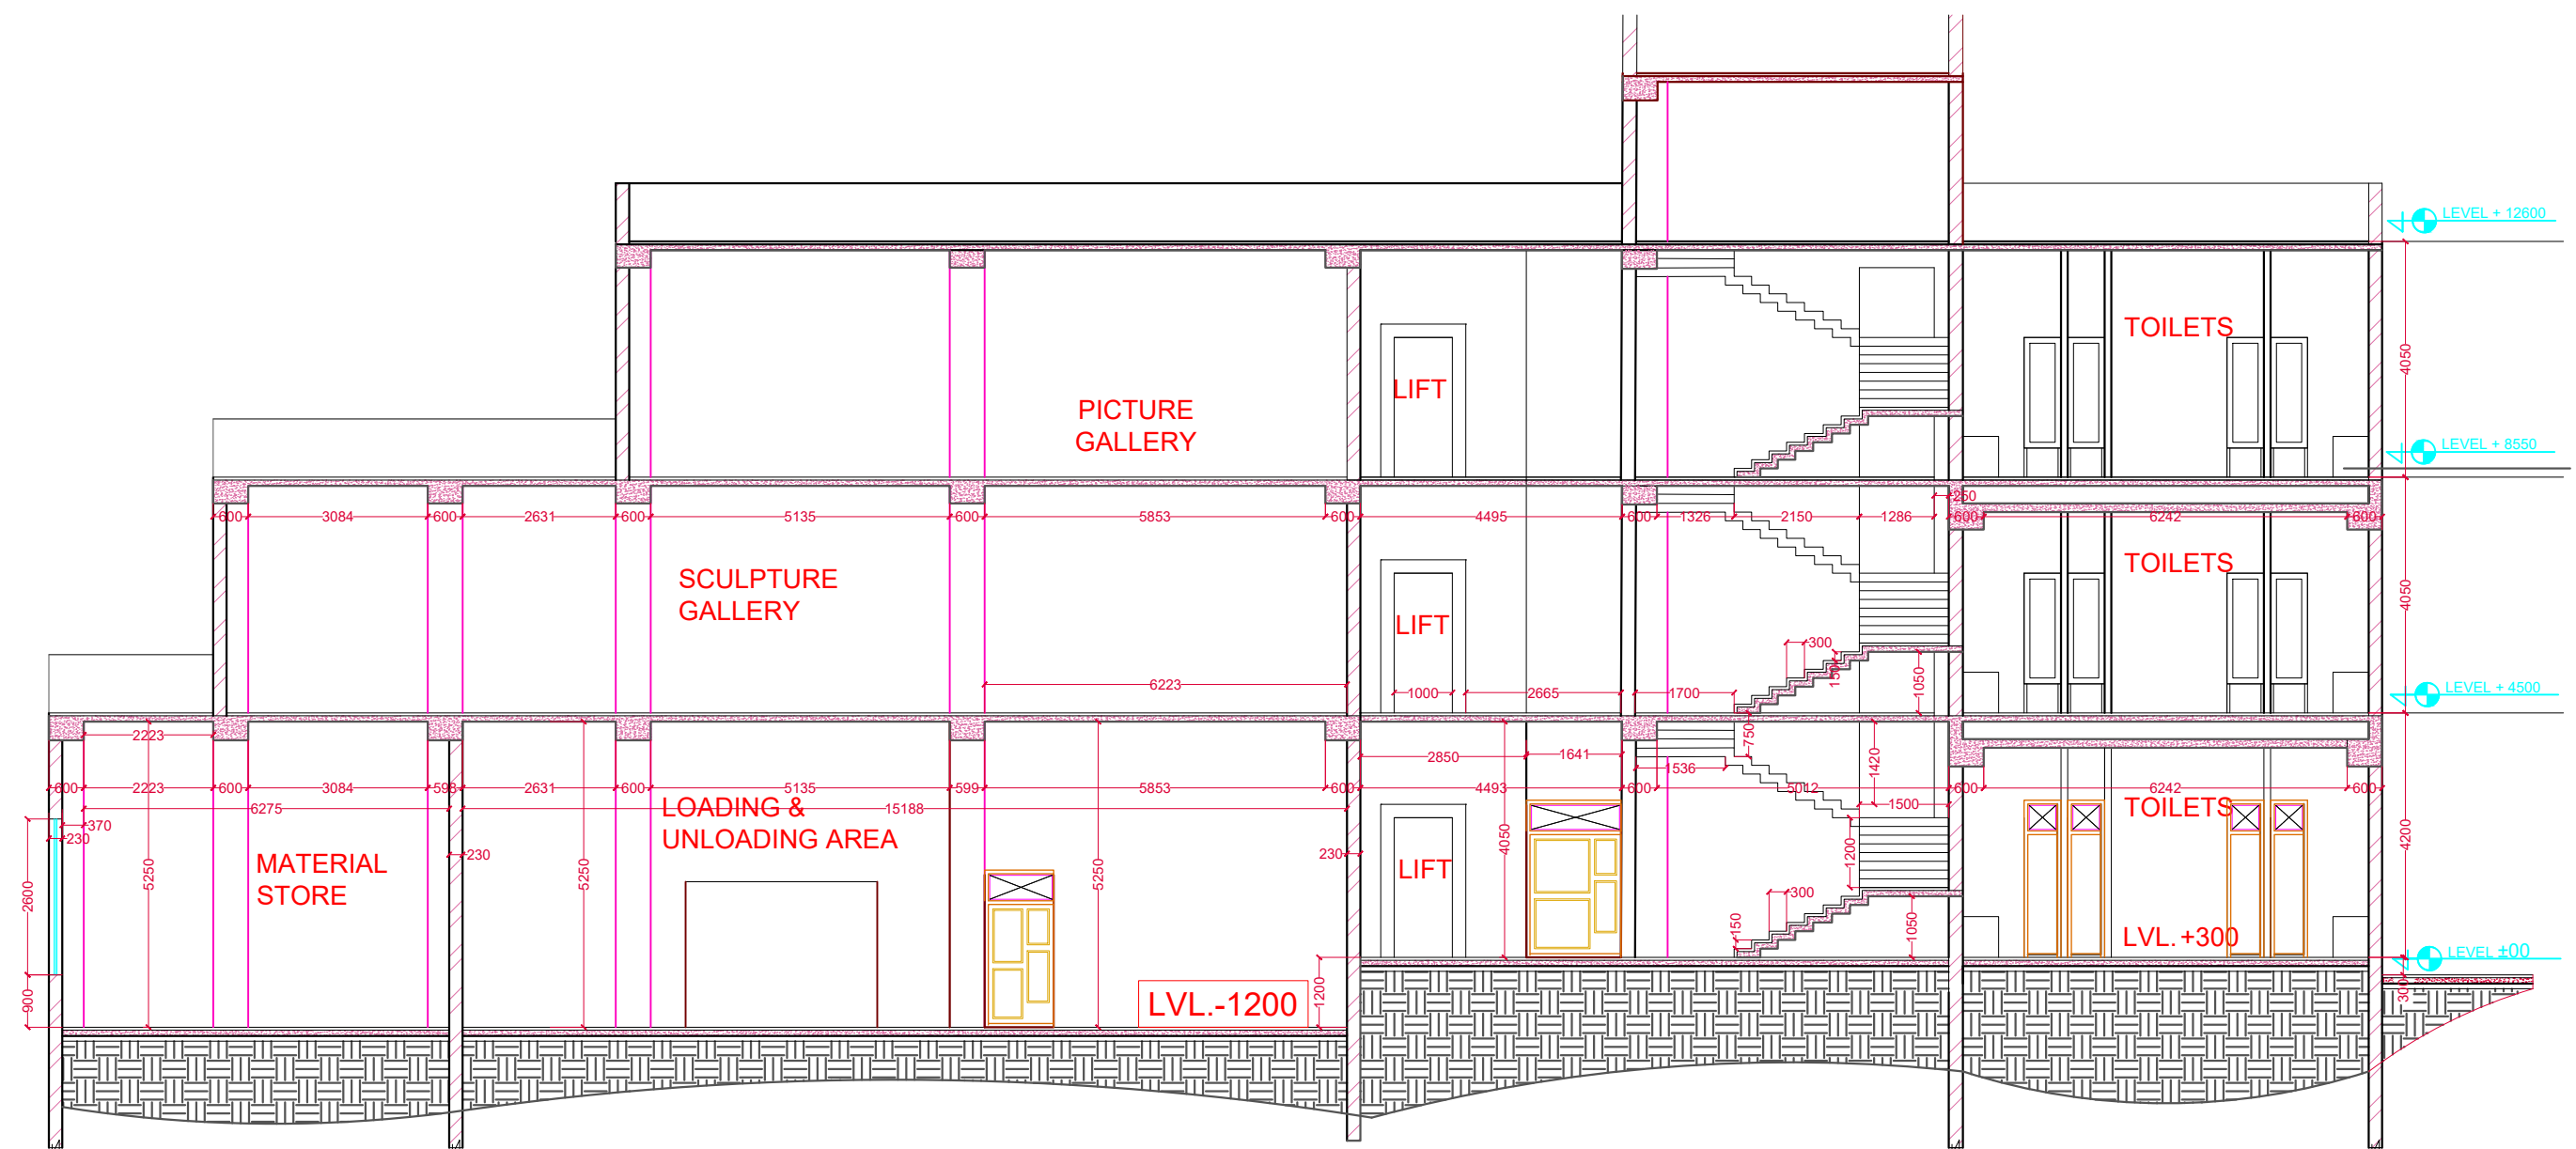 LEVEL + 12600
TOILETS
4050
LIFT
PICTURE
GALLERY
LEVEL + 8550
250
600 3084 600 2631 600 5135 600 5853 600 4495 600 1326 2150 1286 600 6242 600
TOILETS
SCULPTURE
GALLERY
4050
LIFT
300
150
1050
6223
1000 2665 1700
LEVEL + 4500
2223
750
1420
2850 1641
1536
600 2223 600 3084 598 2631 600 5135 599 5853 600 4493 600 5012 600 6242 600
6275 15188 1500
LOADING &
UNLOADING AREA
TOILETS
370
230
230
230
4050
1200
4200
MATERIAL
STORE
5250
5250
5250
LIFT
2600
300
150
1050
LVL. +300
LEVEL ±00
900
LVL.-1200
1200
300